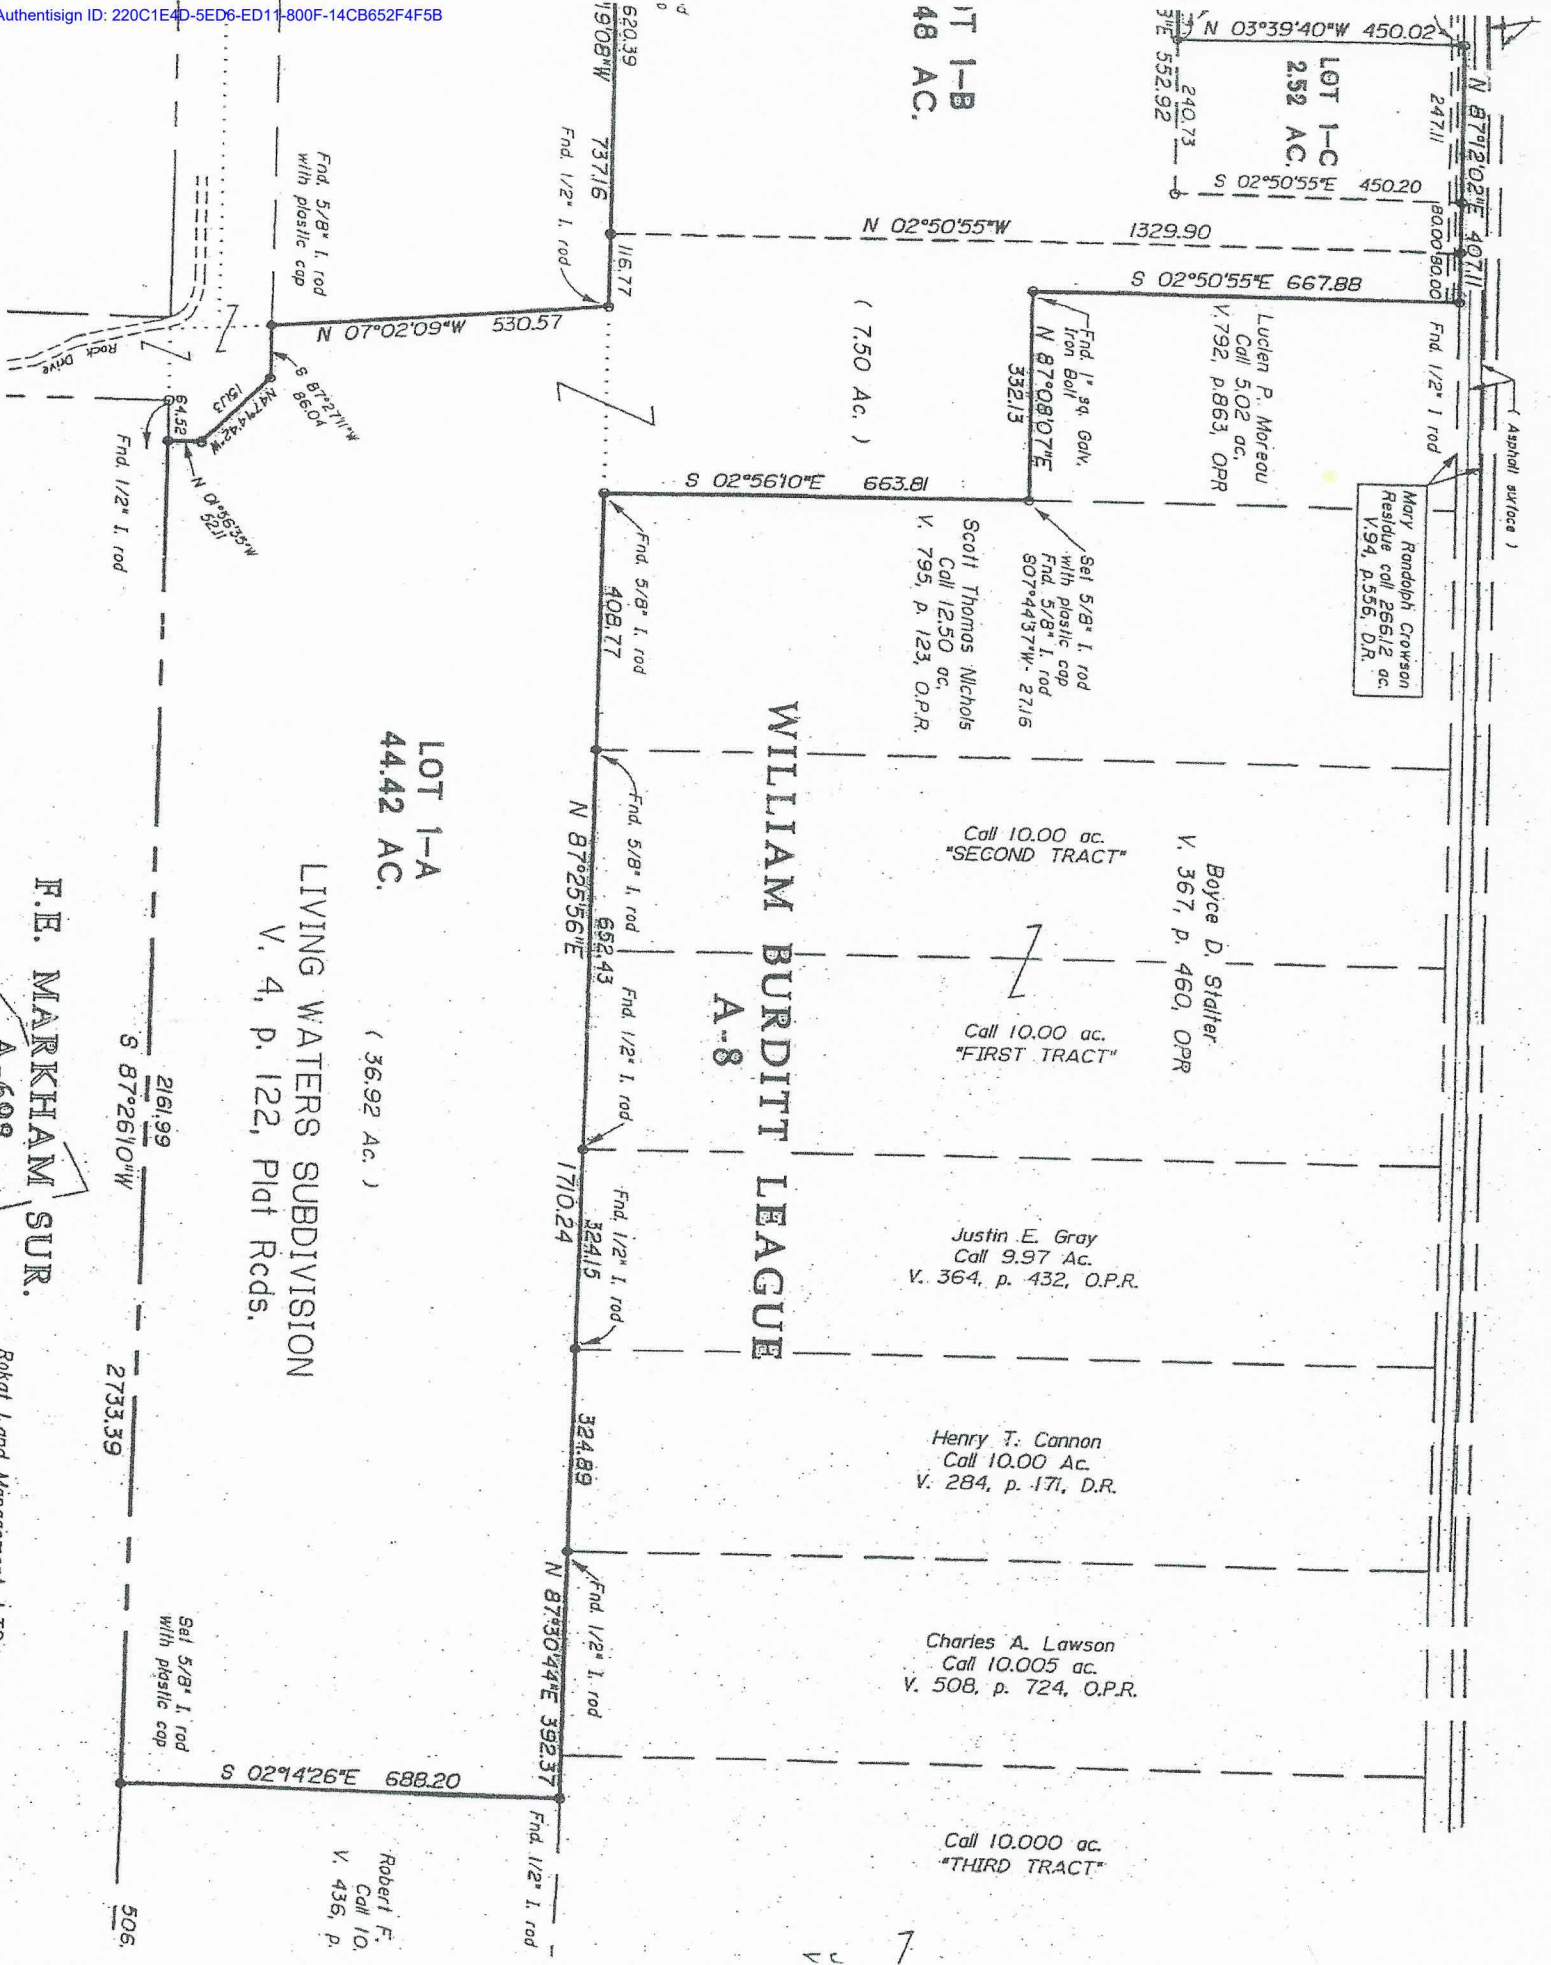 Authentisign ID: 220C1E4D-5ED6-ED11-800F-14CB652F4F5B
620.39
19'08"W
737.16
Fnd. 1/2" I. rod
116.77
48 AC.
T 1-B
552.92
240.73
N 03°39'40"W 450.02
LOT 1-C
2.52 AC.
247.11
N 87°12'02"E 407.11
S 02°50'55"E 450.20
80.00
80.00
N 02°50'55"W 1329.90
S 02°50'55"E 667.88
( Asphalt surface )
Fnd. 1/2" I rod
Mary Randolph Crowson
Residue call 266.12 ac.
V.94, p.556, D.R.
Lucien P. Moreau
Call 5.02 ac.
V.792, p.863, OPR
Fnd. 1" sq. Galv.
Iron Bolt
N 87°08'07"E
332.13
( 7.50 Ac. )
Fnd. 5/8" I. rod
with plastic cap
N 07°02'09"W 530.57
Rock Drive
S 87°27'11"W
86.04
N47°14'42"W
151.13
64.52
N 01°56'35"W
52.11
Fnd. 1/2" I. rod
S 02°56'10"E 663.81
Set 5/8" I. rod
with plastic cap
Fnd. 5/8" I. rod
S07°44'37"W- 27.16
Scott Thomas Nichols
Call 12.50 ac.
V. 795, p. 123, O.P.R.
Fnd. 5/8" I. rod
408.77
WILLIAM BURDITT LEAGUE
A-8
Call 10.00 ac.
"SECOND TRACT"
Boyce D. Stalter
V. 367, p. 460, OPR
Call 10.00 ac.
"FIRST TRACT"
Fnd. 5/8" I. rod
652.43
N 87°25'56"E
Fnd. 1/2" I. rod
LOT 1-A
44.42 AC.
LIVING WATERS SUBDIVISION
V. 4, p. 122, Plat Rcds.
( 36.92 Ac. )
F.E. MARKHAM SUR.
2161.99
S 87°26'10"W
2733.39
1710.24
Fnd. 1/2" I. rod
324.15
Justin E. Gray
Call 9.97 Ac.
V. 364, p. 432, O.P.R.
Henry T. Cannon
Call 10.00 Ac.
V. 284, p. 171, D.R.
324.89
Fnd. 1/2" I. rod
N 87°30'44"E 392.37
Charles A. Lawson
Call 10.005 ac.
V. 508, p. 724, O.P.R.
Set 5/8" I. rod
with plastic cap
S 02°14'26"E 688.20
Fnd. 1/2" I. rod
Call 10.000 ac.
"THIRD TRACT"
Robert F.
Call 10.
V. 436, p.
506.